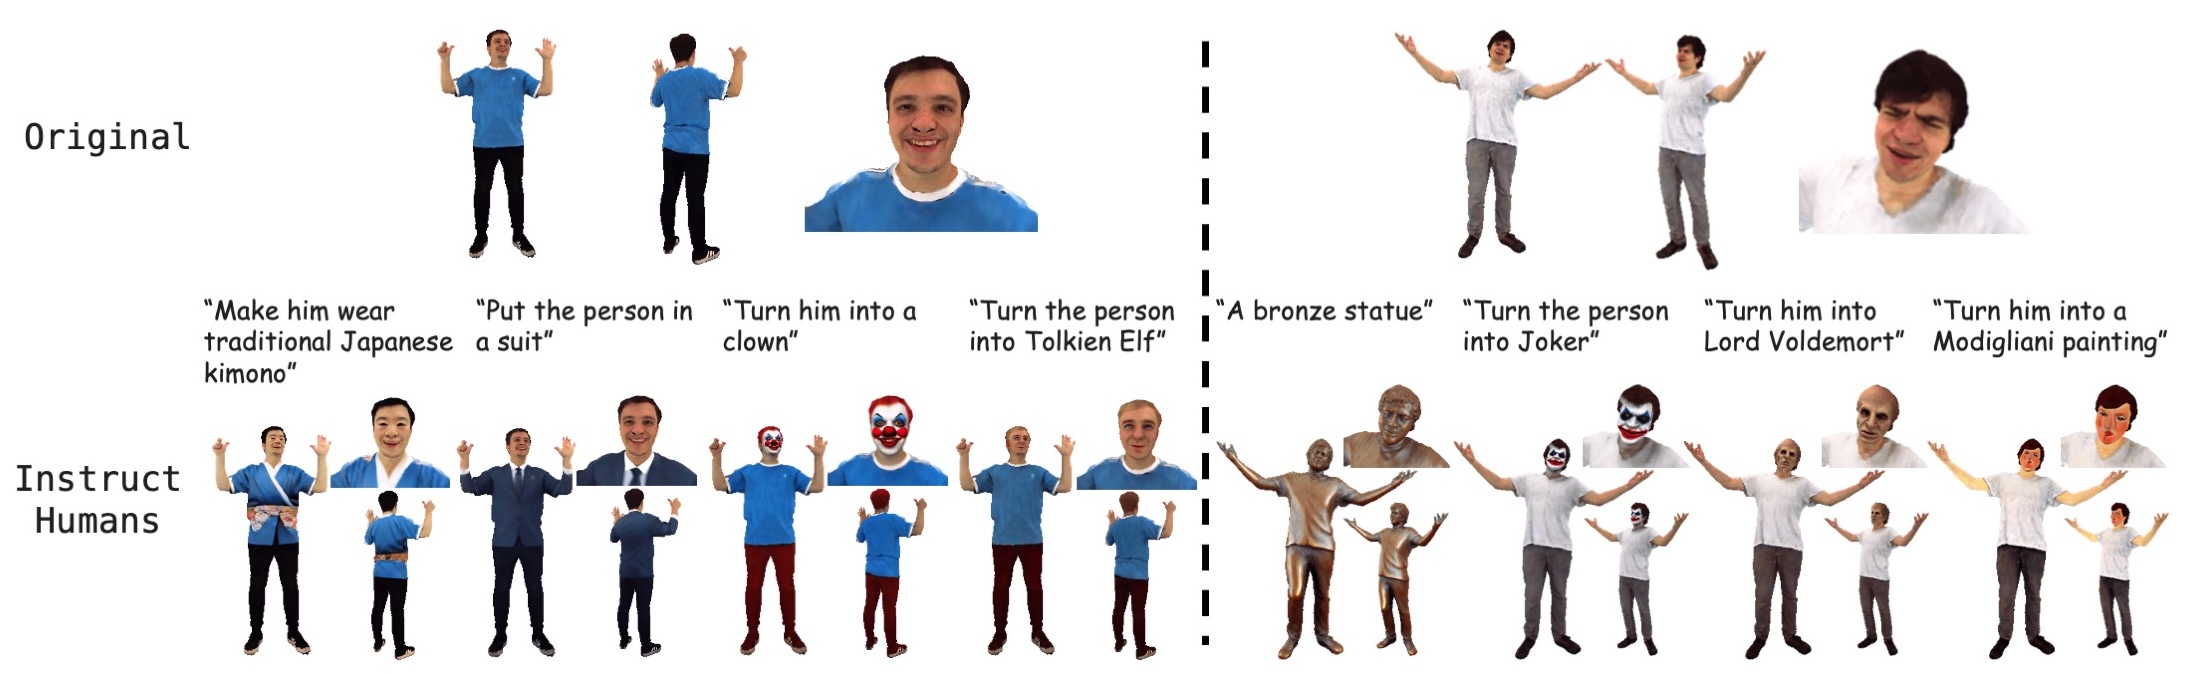 Original
“Make him wear
traditional Japanese
kimono”
“Put the person in
a suit”
“Turn him into a
clown”
“Turn the person
into Tolkien Elf”
“A bronze statue”
“Turn the person
into Joker”
“Turn him into
Lord Voldemort”
“Turn him into a
Modigliani painting”
Instruct
Humans